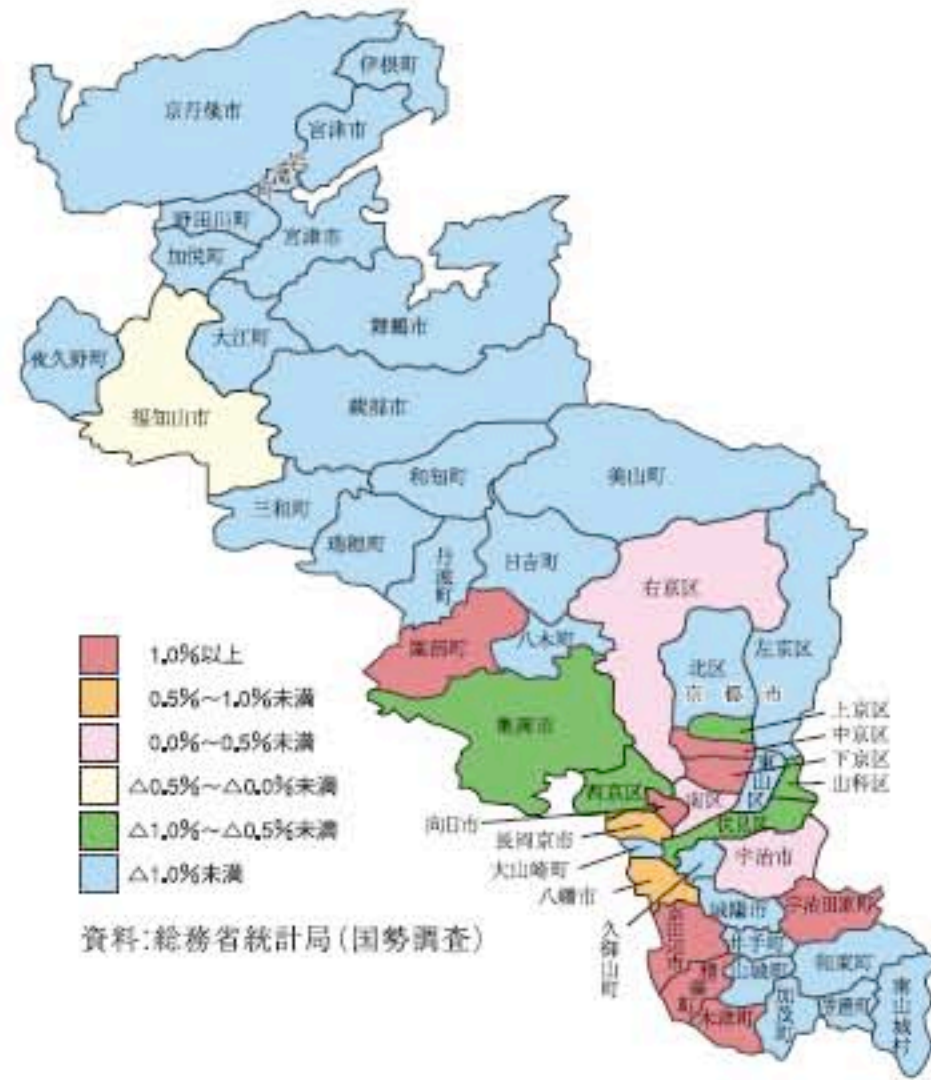 伊根町
京丹後市
宮津市
岩滝町
野田川町
宮津市
加悦町
舞鶴市
大江町
夜久野町
綾部市
福知山市
和知町
美山町
三和町
瑞穂町
丹波町
日吉町
右京区
園部町
八木町
北区
左京区
京都市
亀岡市
上京区
中京区
下京区
東山区
山科区
西京区
南区
伏見区
向日市
長岡京市
大山崎町
宇治市
八幡市
久御山町
城陽市
宇治田原町
京田辺市
井手町
山城町
和束町
精華町
木津町
加茂町
笠置町
南山城村
1.0%以上
0.5%～1.0%未満
0.0%～0.5%未満
△0.5%～△0.0%未満
△1.0%～△0.5%未満
△1.0%未満
資料:総務省統計局(国勢調査)